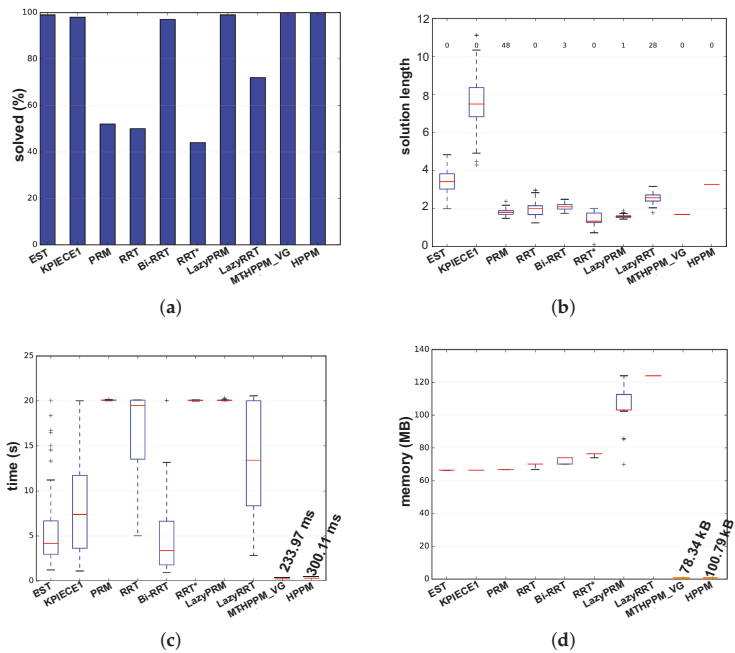 100
80
60
40
20
0
solved (%)
EST
KPIECE1
PRM
RRT
Bi-RRT
RRT*
LazyPRM
LazyRRT
MTHPPM_VG
HPPM
(a)
12
10
8
6
4
2
0
solution length
0 0 48 0 3 0 1 28 0 0
EST
KPIECE1
PRM
RRT
Bi-RRT
RRT*
LazyPRM
LazyRRT
MTHPPM_VG
HPPM
(b)
25
20
15
10
5
0
time (s)
233.97 ms
300.11 ms
EST
KPIECE1
PRM
RRT
Bi-RRT
RRT*
LazyPRM
LazyRRT
MTHPPM_VG
HPPM
(c)
140
120
100
80
60
40
20
0
memory (MB)
78.34 kB
100.79 kB
EST
KPIECE1
PRM
RRT
Bi-RRT
RRT*
LazyPRM
LazyRRT
MTHPPM_VG
HPPM
(d)